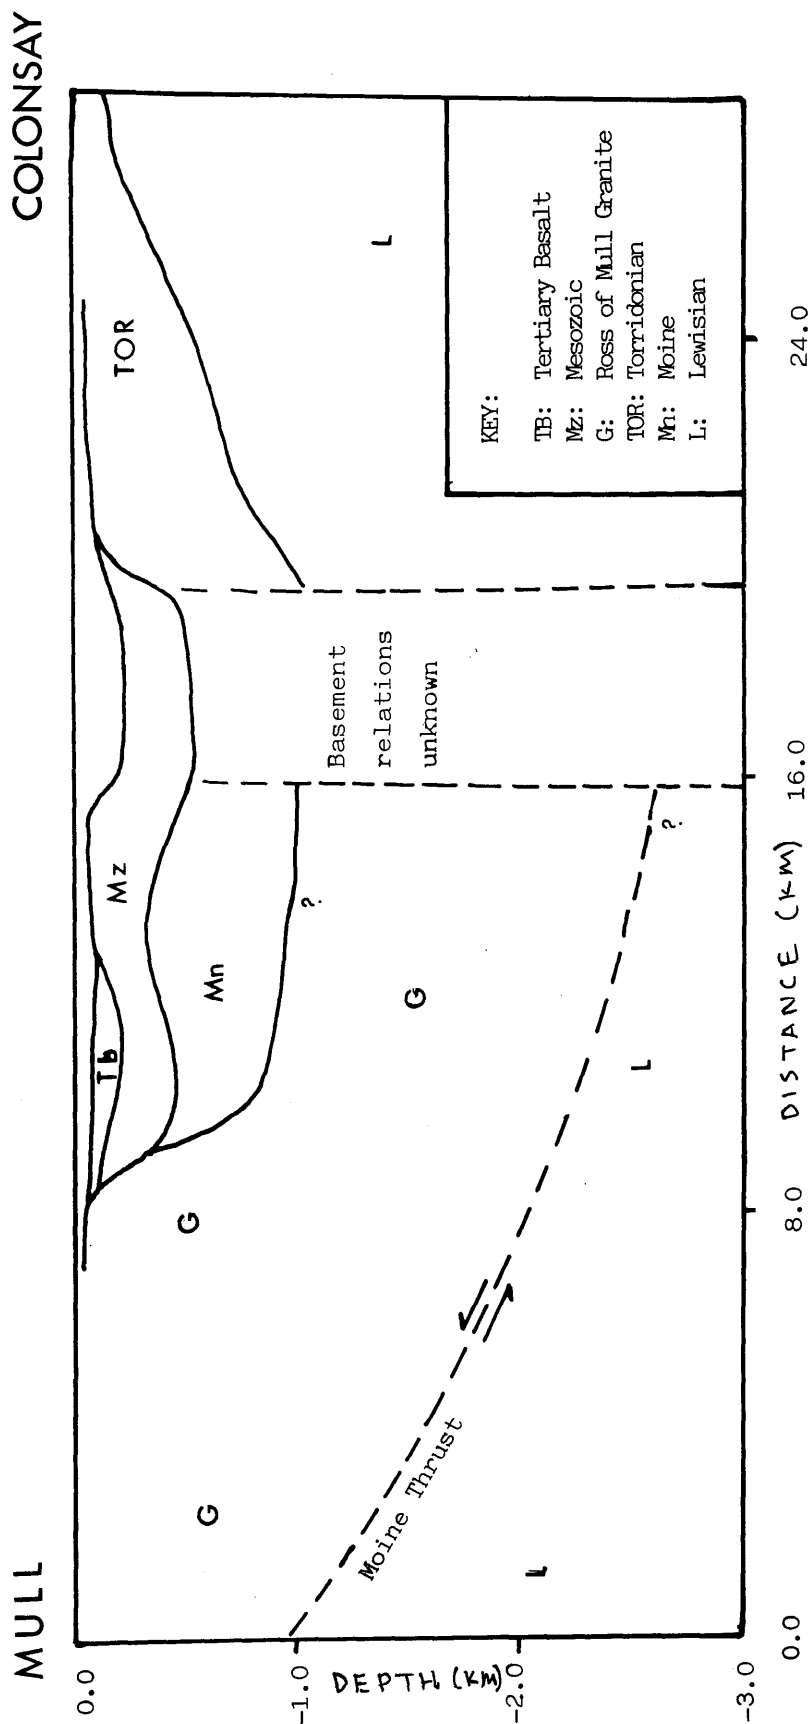 MULL
COLONSAY
0.0
-1.0
-2.0
-3.0
DEPTH (KM)
Tb
Mz
TOR
Mn
G
G
G
L
L
L
?
?
Moine Thrust
Basement
relations
unknown
KEY:
TB: Tertiary Basalt
Mz: Mesozoic
G: Ross of Mull Granite
TOR: Torridonian
Mn: Moine
L: Lewisian
0.0
8.0
16.0
24.0
DISTANCE (KM)